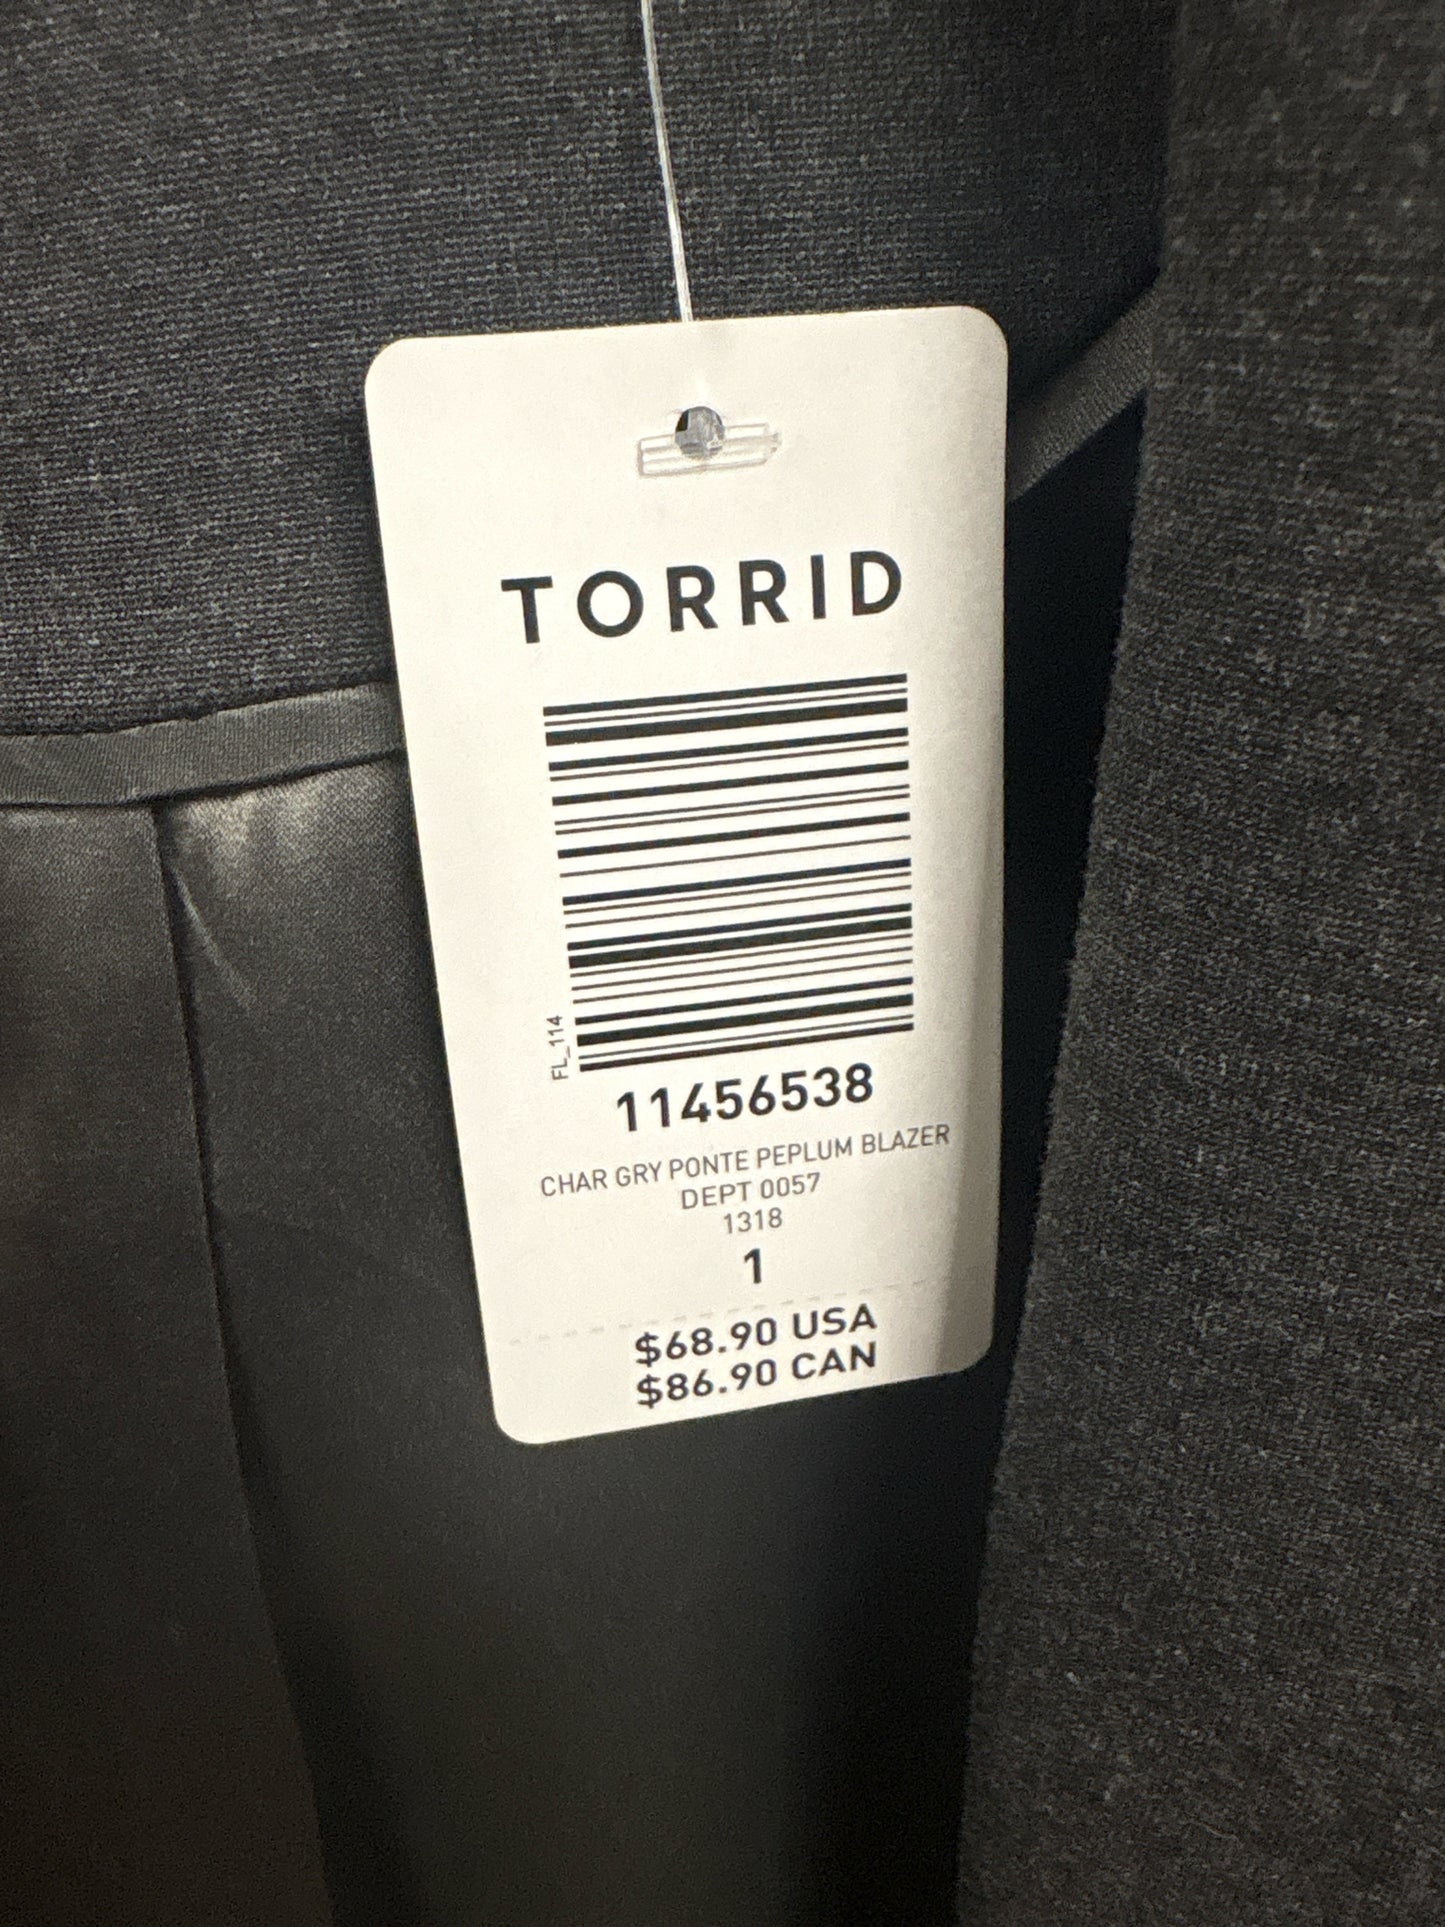 TORRID
FL_114
11456538
CHAR GRY PONTE PEPLUM BLAZER
DEPT 0057
1318
1
$68.90 USA
$86.90 CAN